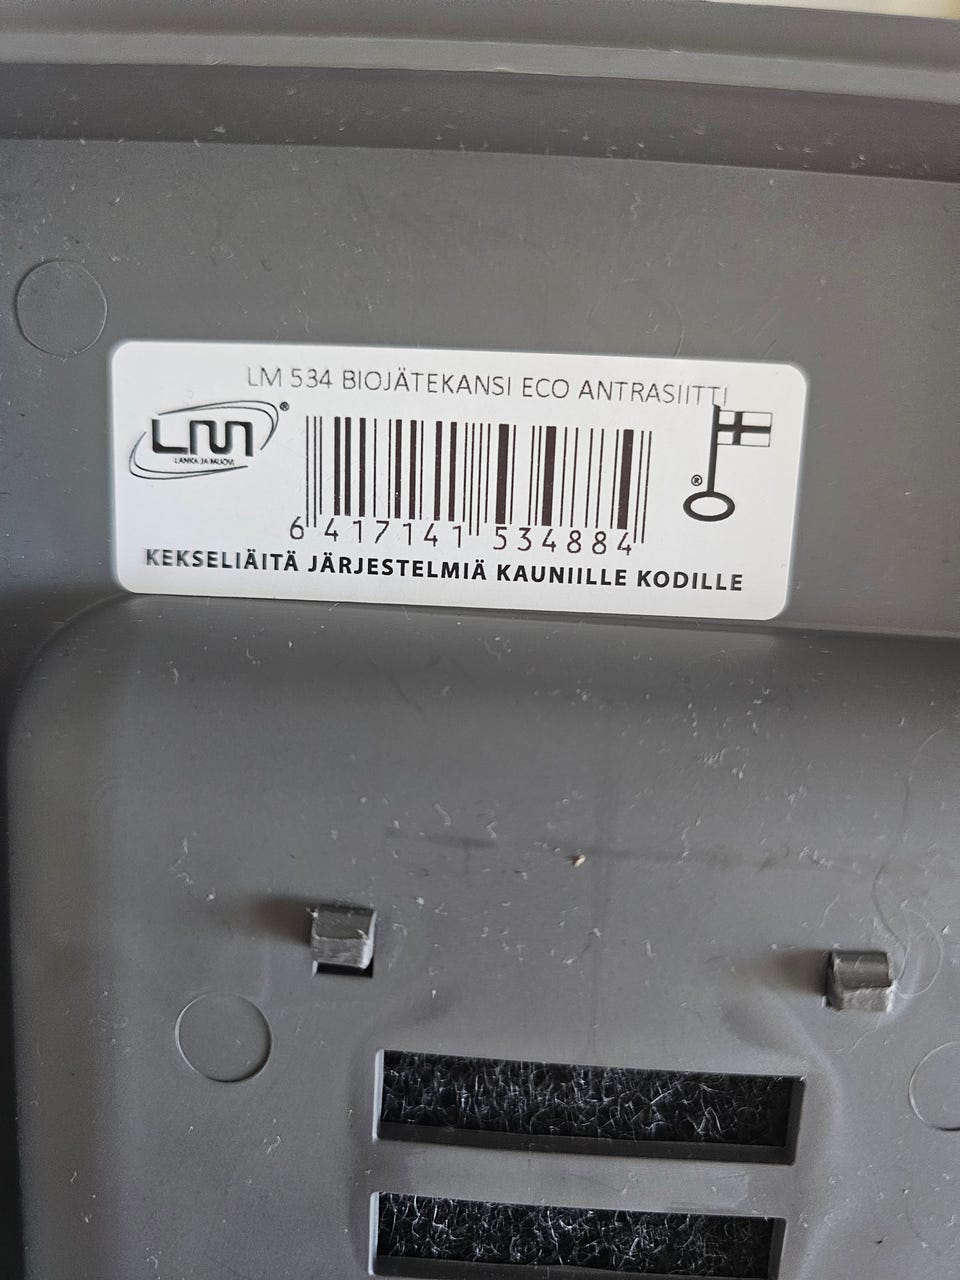 LM 534 BIOJÄTEKANSI ECO ANTRASIITTI
LM ®
LANKA JA MUOVI
®
6 417141 534884
KEKSELIÄITÄ JÄRJESTELMIÄ KAUNIILLE KODILLE